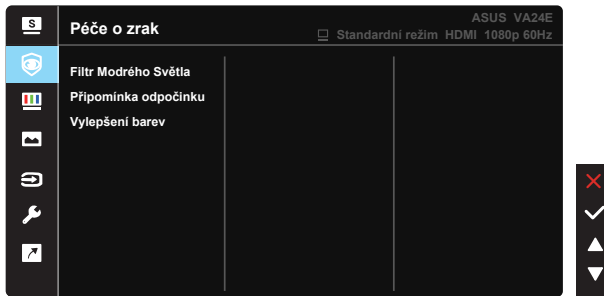 S
Péče o zrak
ASUS VA24E
Standardní režim HDMI 1080p 60Hz
Filtr Modrého Světla
Připomínka odpočinku
Vylepšení barev